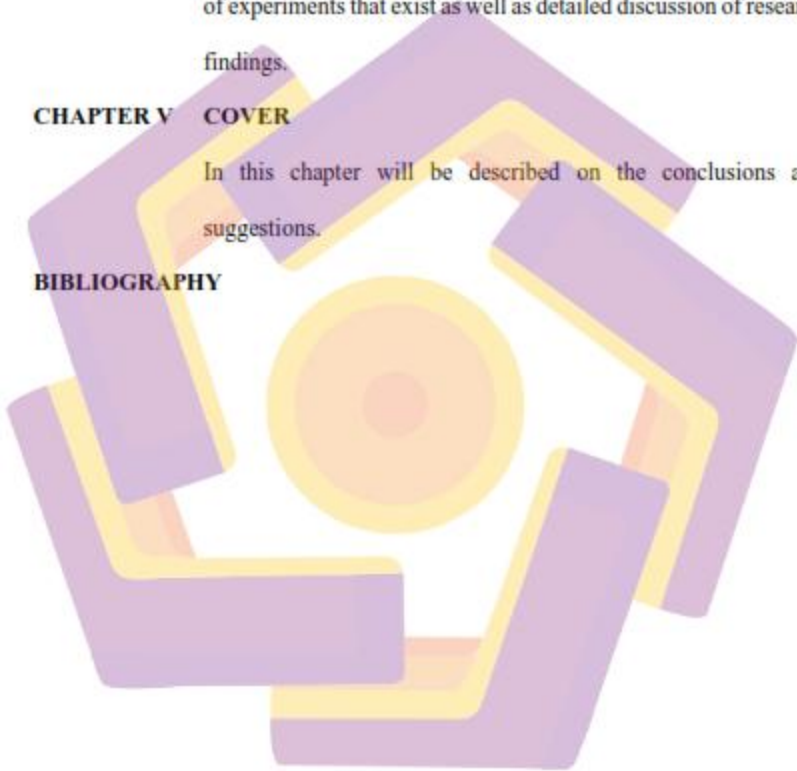 of experiments that exist as well as detailed discussion of
findings.
CHAPTER V COVER
In this chapter will be described on the conclusions
suggestions.
BIBLIOGRAPHY